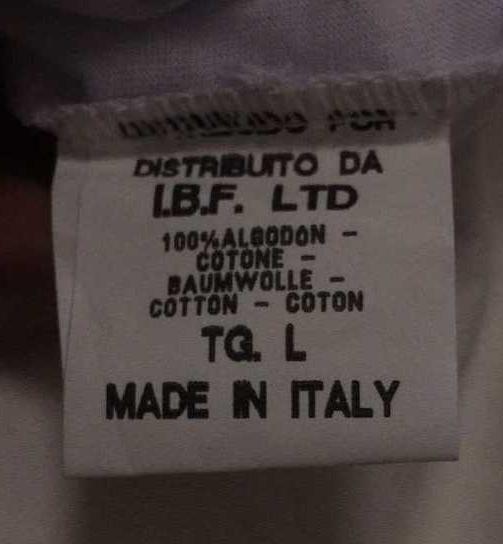 DISTRIBUITO DA
I.B.F. LTD
100%ALGODON -
COTONE -
BAUMWOLLE -
COTTON - COTON
TG. L
MADE IN ITALY